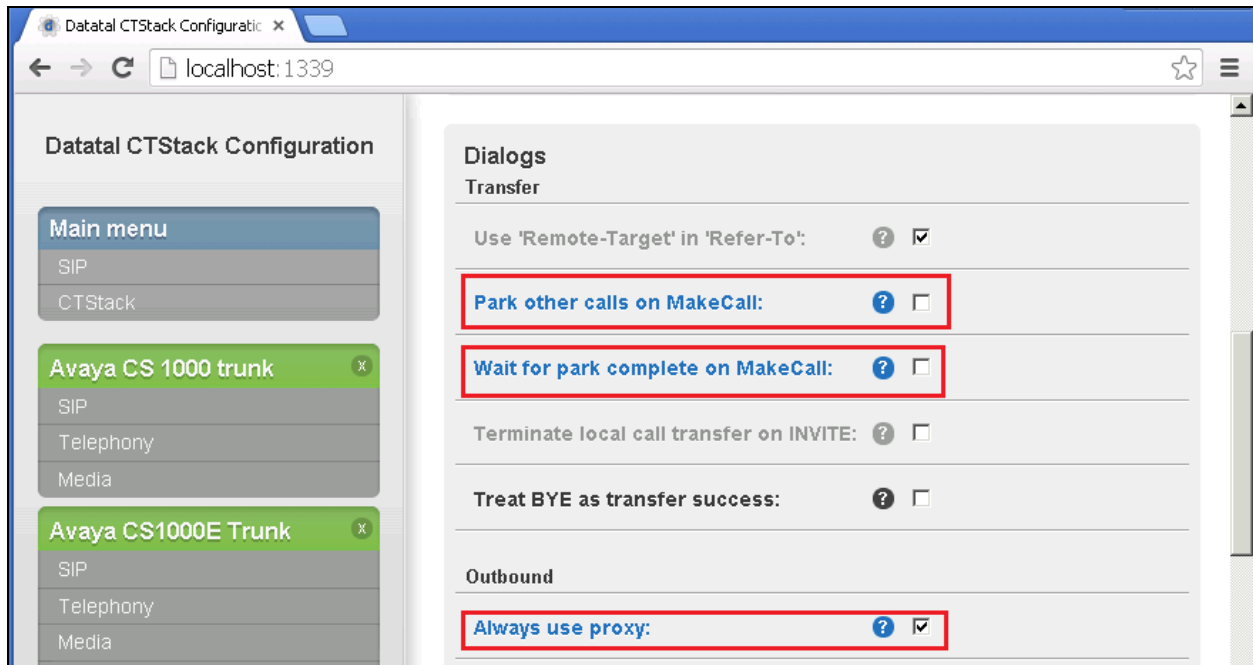 Datatal CTStack Configuratic
localhost:1339
Datatal CTStack Configuration
Main menu
SIP
CTStack
Avaya CS 1000 trunk
X
SIP
Telephony
Media
Avaya CS1000E Trunk
X
SIP
Telephony
Media
Dialogs
Transfer
Use 'Remote-Target' in 'Refer-To': ?
Park other calls on MakeCall: ?
Wait for park complete on MakeCall: ?
Terminate local call transfer on INVITE: ?
Treat BYE as transfer success: ?
Outbound
Always use proxy: ?